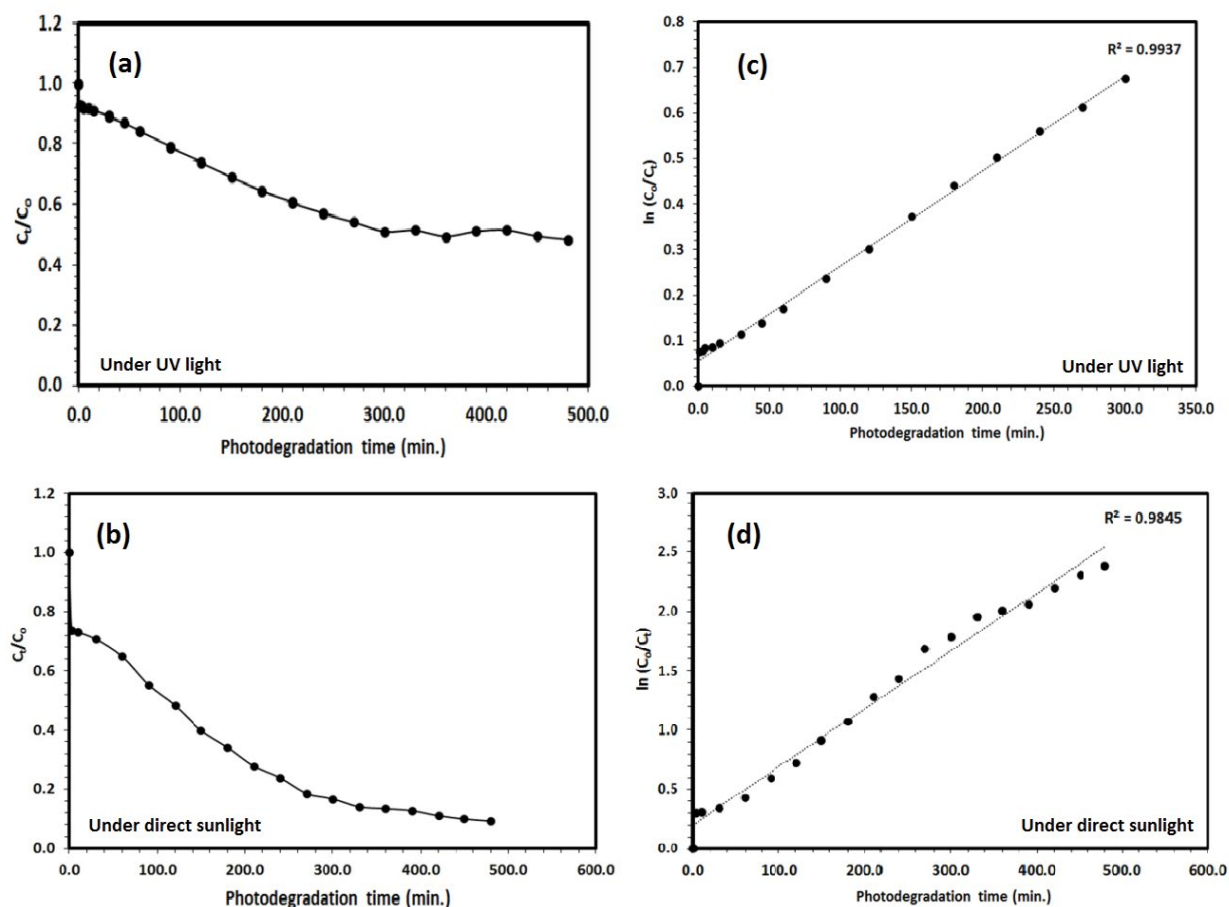 (a)
Cₜ/Cₒ
1.2
1.0
0.8
0.6
0.4
0.2
0.0
Under UV light
0.0 100.0 200.0 300.0 400.0 500.0
Photodegradation time (min.)
(c)
R² = 0.9937
ln (Cₒ/Cₜ)
0.8
0.7
0.6
0.5
0.4
0.3
0.2
0.1
0.0
Under UV light
0.0 50.0 100.0 150.0 200.0 250.0 300.0 350.0
Photodegradation time (min.)
(b)
Cₜ/Cₒ
1.2
1.0
0.8
0.6
0.4
0.2
0.0
Under direct sunlight
0.0 100.0 200.0 300.0 400.0 500.0 600.0
Photodegradation time (min.)
(d)
R² = 0.9845
ln (Cₒ/Cₜ)
3.0
2.5
2.0
1.5
1.0
0.5
0.0
Under direct sunlight
0.0 100.0 200.0 300.0 400.0 500.0 600.0
Photodegradation time (min.)